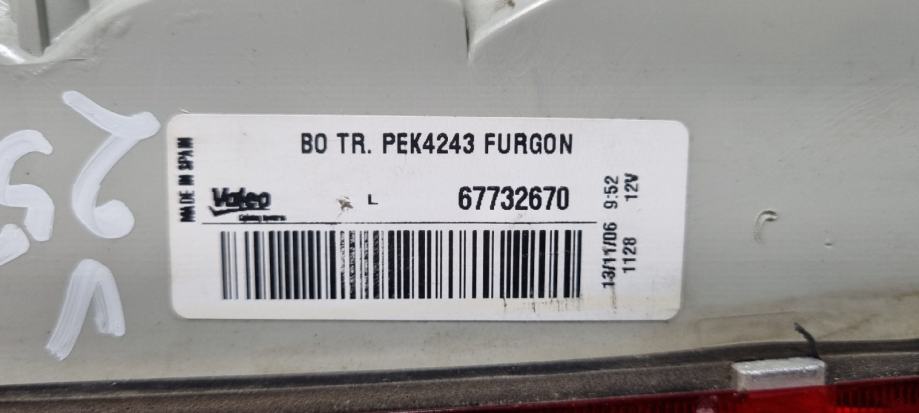 BO TR. PEK4243 FURGON
MADE IN SPAIN
Valeo
L
67732670
13/11/06 9:52
1128 12V